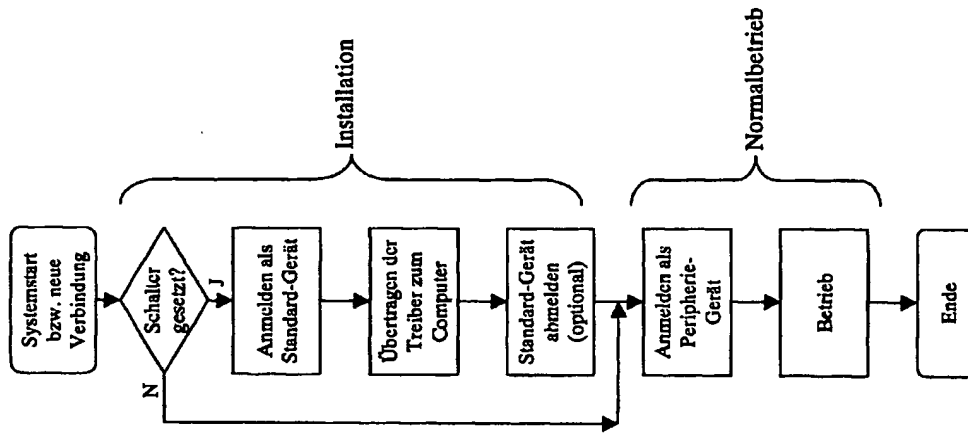 Systemstart
bzw. neue
Verbindung
Schalter
gesetzt?
N
J
Anmelden als
Standard-Gerät
Übertragen der
Treiber zum
Computer
Standard-Gerät
abmelden
(optional)
Installation
Anmelden als
Peripherie-
Gerät
Betrieb
Normalbetrieb
Ende